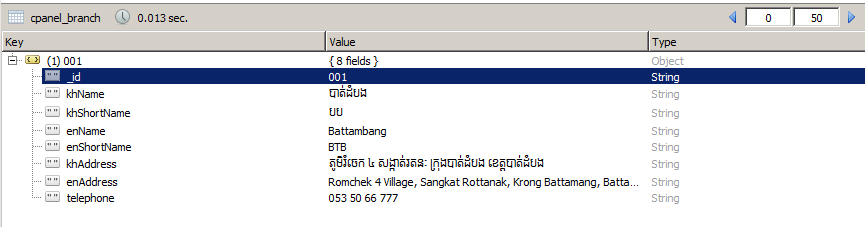 cpanel_branch 0.013 sec. 0 50
Key Value Type
(1) 001 { 8 fields } Object
_id 001 String
khName បាត់ដំបង String
khShortName បប String
enName Battambang String
enShortName BTB String
khAddress ភូមិរំចេក ៤ សង្កាត់រតនៈ ក្រុងបាត់ដំបង ខេត្តបាត់ដំបង String
enAddress Romchek 4 Village, Sangkat Rottanak, Krong Battamang, Batta... String
telephone 053 50 66 777 String